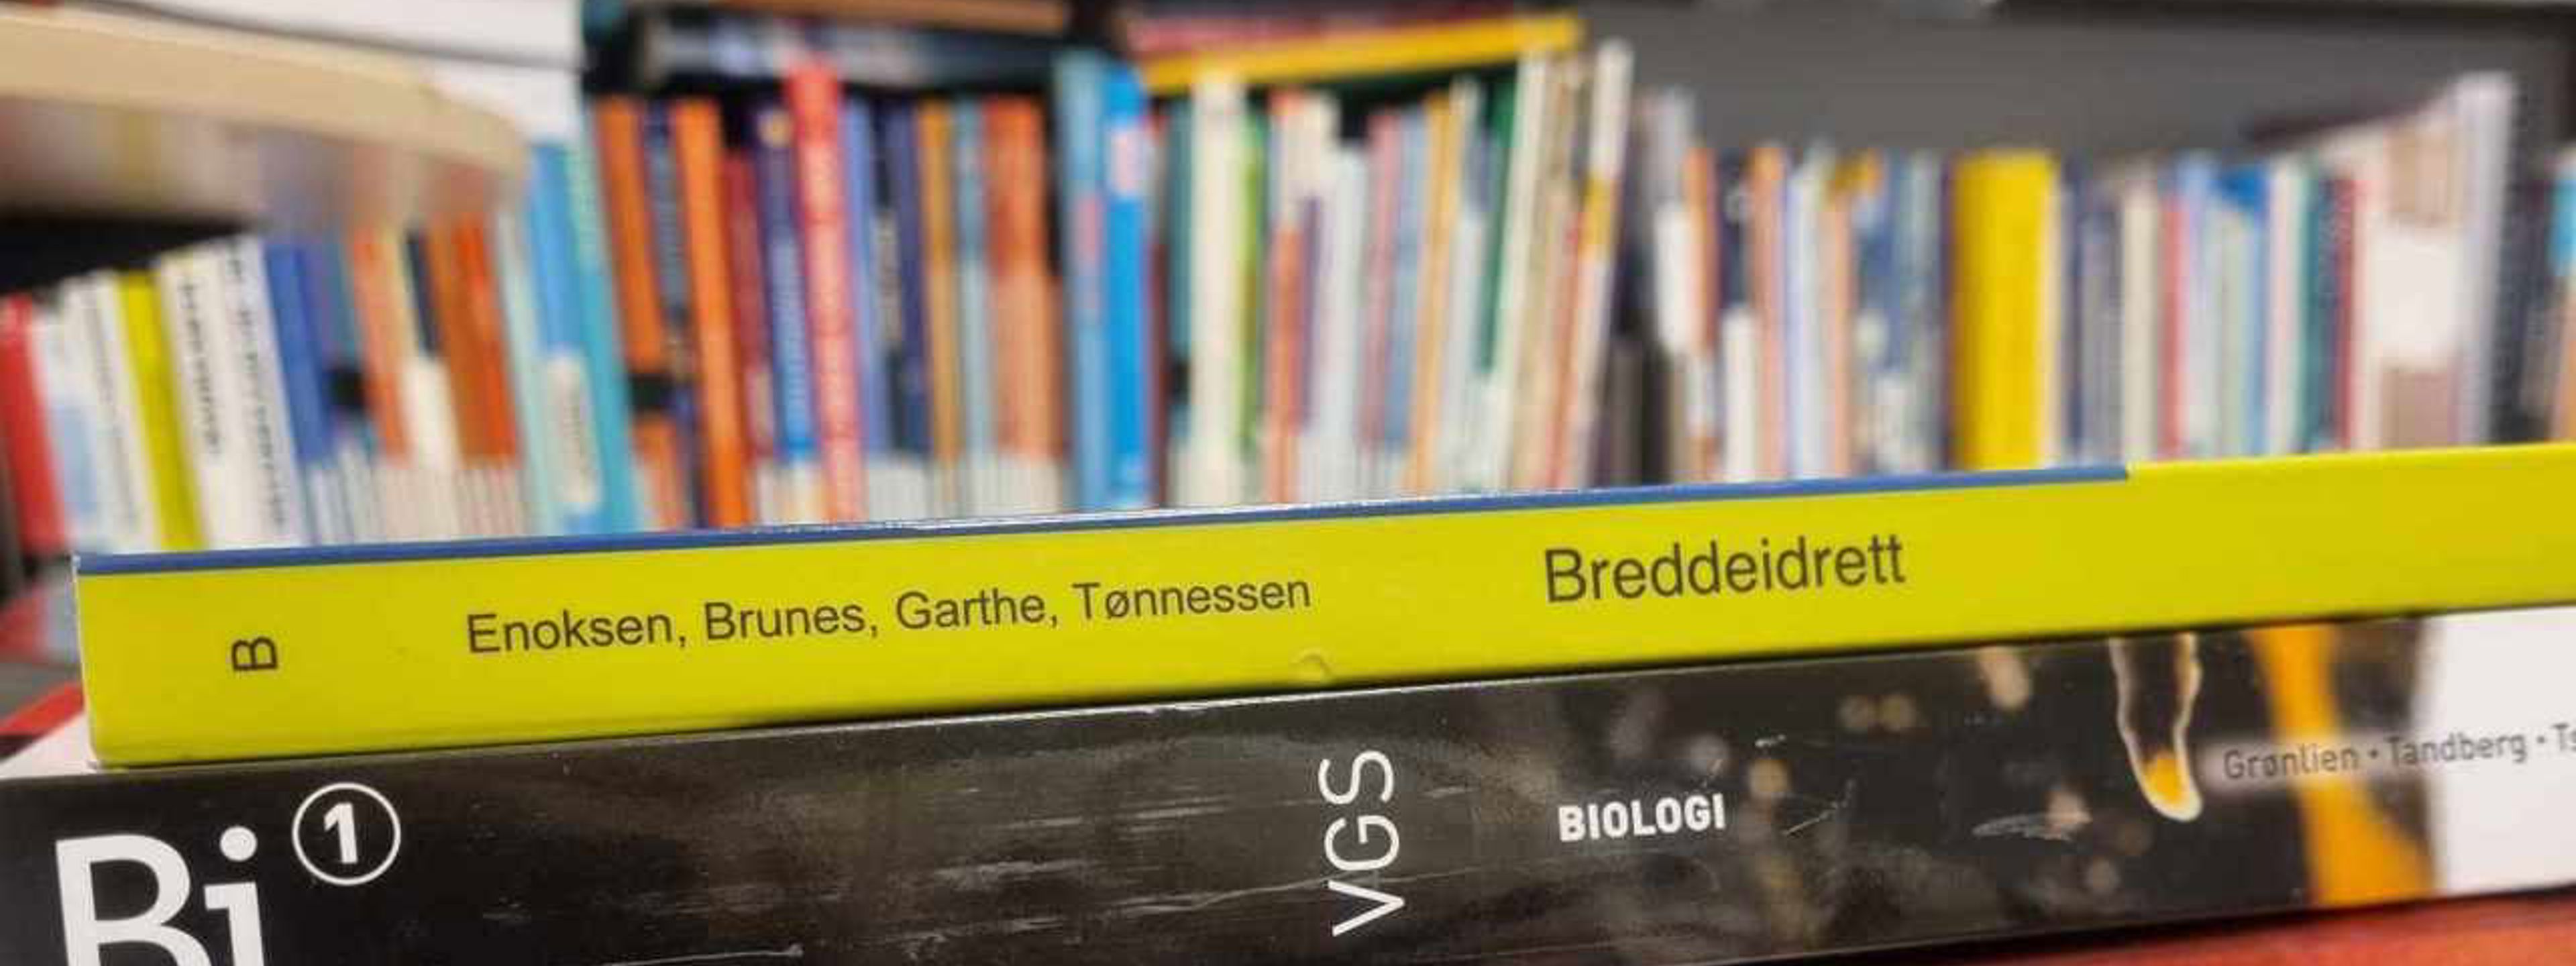 B
Enoksen, Brunes, Garthe, Tønnessen
Breddeidrett
Bi 1
VGS
BIOLOGI
Grønlien • Tandberg •